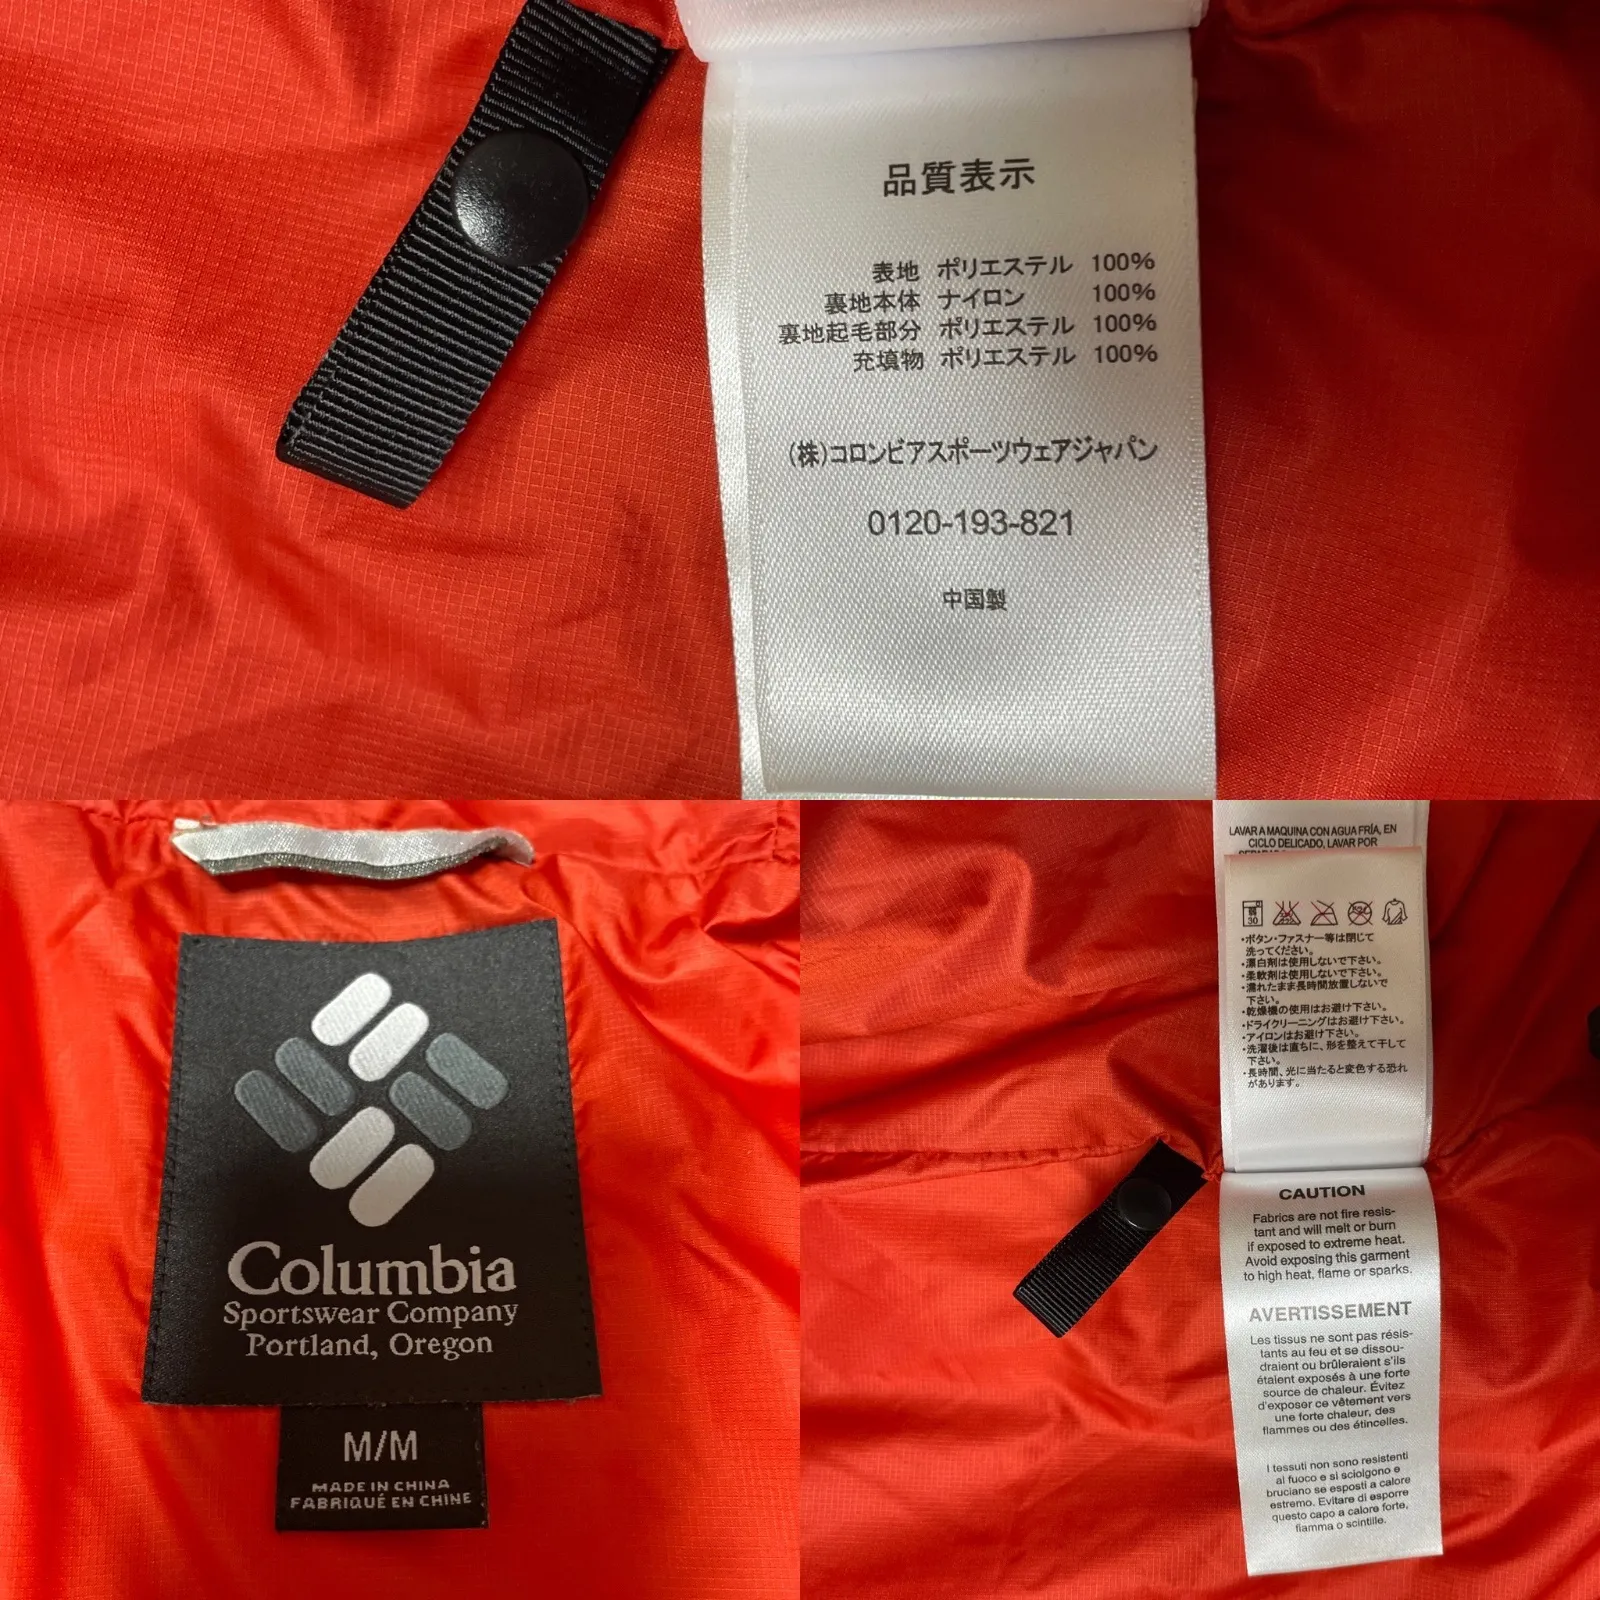 品質表示
表地 ポリエステル 100%
裏地本体 ナイロン 100%
裏地起毛部分 ポリエステル 100%
充填物 ポリエステル 100%
(株)コロンビアスポーツウェアジャパン
0120-193-821
中国製
Columbia
Sportswear Company
Portland, Oregon
M/M
MADE IN CHINA
FABRIQUÉ EN CHINE
LAVAR A MAQUINA CON AGUA FRÍA, EN
CICLO DELICADO, LAVAR POR
弱
30
・ボタン・ファスナー等は閉じて
洗ってください。
・漂白剤は使用しないで下さい。
・柔軟剤は使用しないで下さい。
・濡れたまま長時間放置しないで
下さい。
・乾燥機の使用はお避け下さい。
・ドライクリーニングはお避け下さい。
・アイロンはお避け下さい。
・洗濯後は直ちに、形を整えて干して
下さい。
・長時間、光に当たると変色する恐れ
があります。
CAUTION
Fabrics are not fire resis-
tant and will melt or burn
if exposed to extreme heat.
Avoid exposing this garment
to high heat, flame or sparks.
AVERTISSEMENT
Les tissus ne sont pas résis-
tants au feu et se dissou-
draient ou brûleraient s'ils
étaient exposés à une forte
source de chaleur. Évitez
d'exposer ce vêtement vers
une forte chaleur, des
flammes ou des étincelles.
I tessuti non sono resistenti
al fuoco e si sciolgono e
bruciano se esposti a calore
estremo. Evitare di esporre
questo capo a calore forte,
fiamma o scintille.